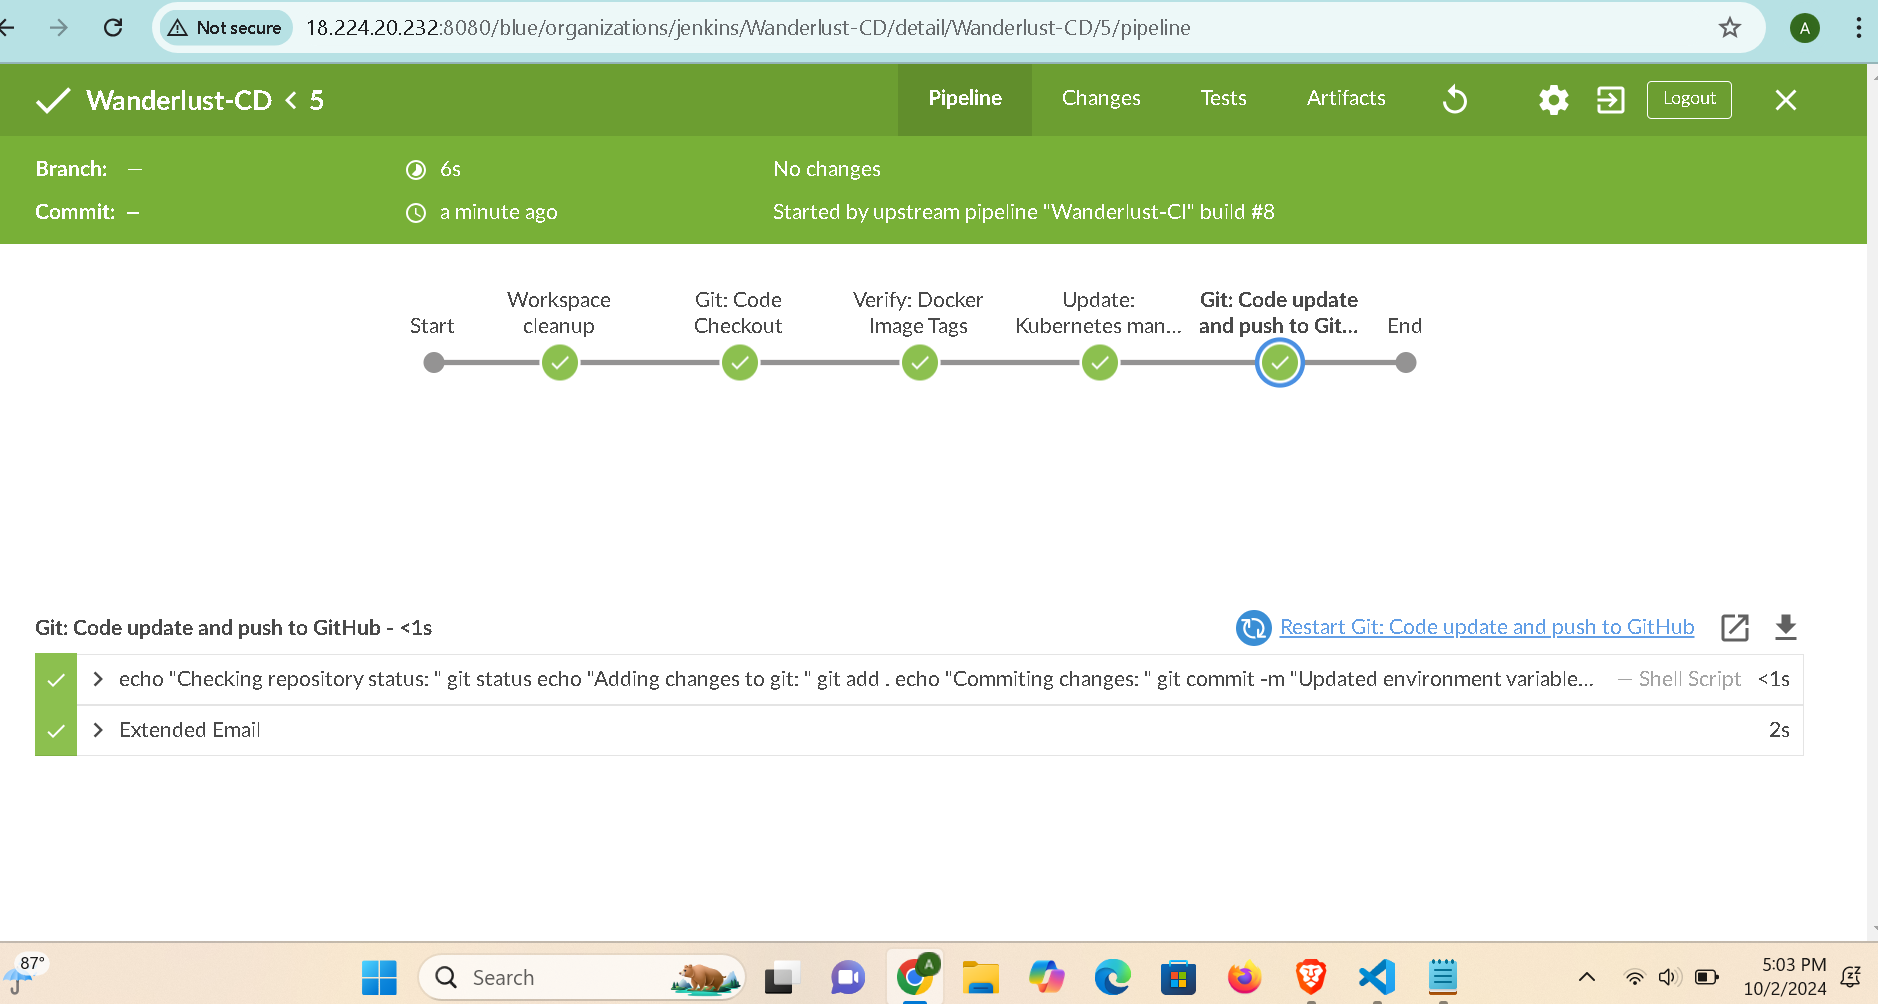 Not secure
18.224.20.232:8080/blue/organizations/jenkins/Wanderlust-CD/detail/Wanderlust-CD/5/pipeline
A
Wanderlust-CD < 5
Pipeline
Changes
Tests
Artifacts
Logout
Branch: —
6s
No changes
Commit: —
a minute ago
Started by upstream pipeline "Wanderlust-CI" build #8
Start
Workspace
cleanup
Git: Code
Checkout
Verify: Docker
Image Tags
Update:
Kubernetes man...
Git: Code update
and push to Git...
End
Git: Code update and push to GitHub - <1s
Restart Git: Code update and push to GitHub
echo "Checking repository status: " git status echo "Adding changes to git: " git add . echo "Commiting changes: " git commit -m "Updated environment variable... — Shell Script <1s
Extended Email 2s
87°
Search
A
5:03 PM
10/2/2024